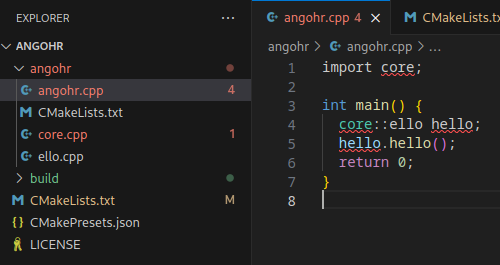 EXPLORER
ANGOHR
angohr
angohr.cpp 4
CMakeLists.txt
core.cpp 1
ello.cpp
build
CMakeLists.txt M
CMakePresets.json
LICENSE
angohr.cpp 4 CMakeLists.tx
angohr > angohr.cpp > ...
1 import core;
2
3 int main() {
4 core::ello hello;
5 hello.hello();
6 return 0;
7 }
8